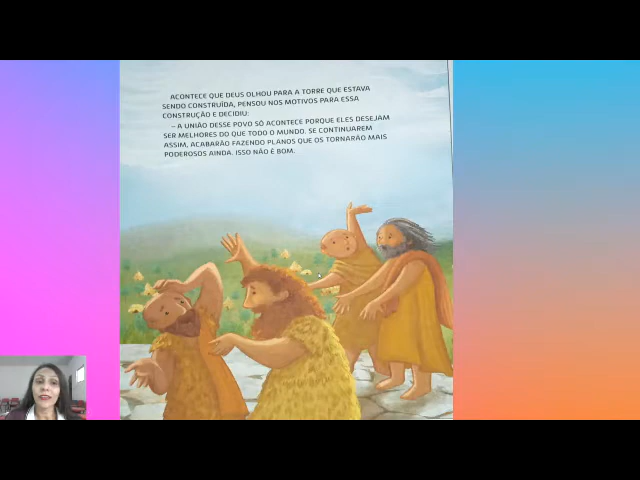 ACONTECE QUE DEUS OLHOU PARA A TORRE QUE ESTAVA
SENDO CONSTRUÍDA, PENSOU NOS MOTIVOS PARA ESSA
CONSTRUÇÃO E DECIDIU:
– A UNIÃO DESSE POVO SÓ ACONTECE PORQUE ELES DESEJAM
SER MELHORES DO QUE TODO O MUNDO. SE CONTINUAREM
ASSIM, ACABARÃO FAZENDO PLANOS QUE OS TORNARÃO MAIS
PODEROSOS AINDA. ISSO NÃO É BOM.